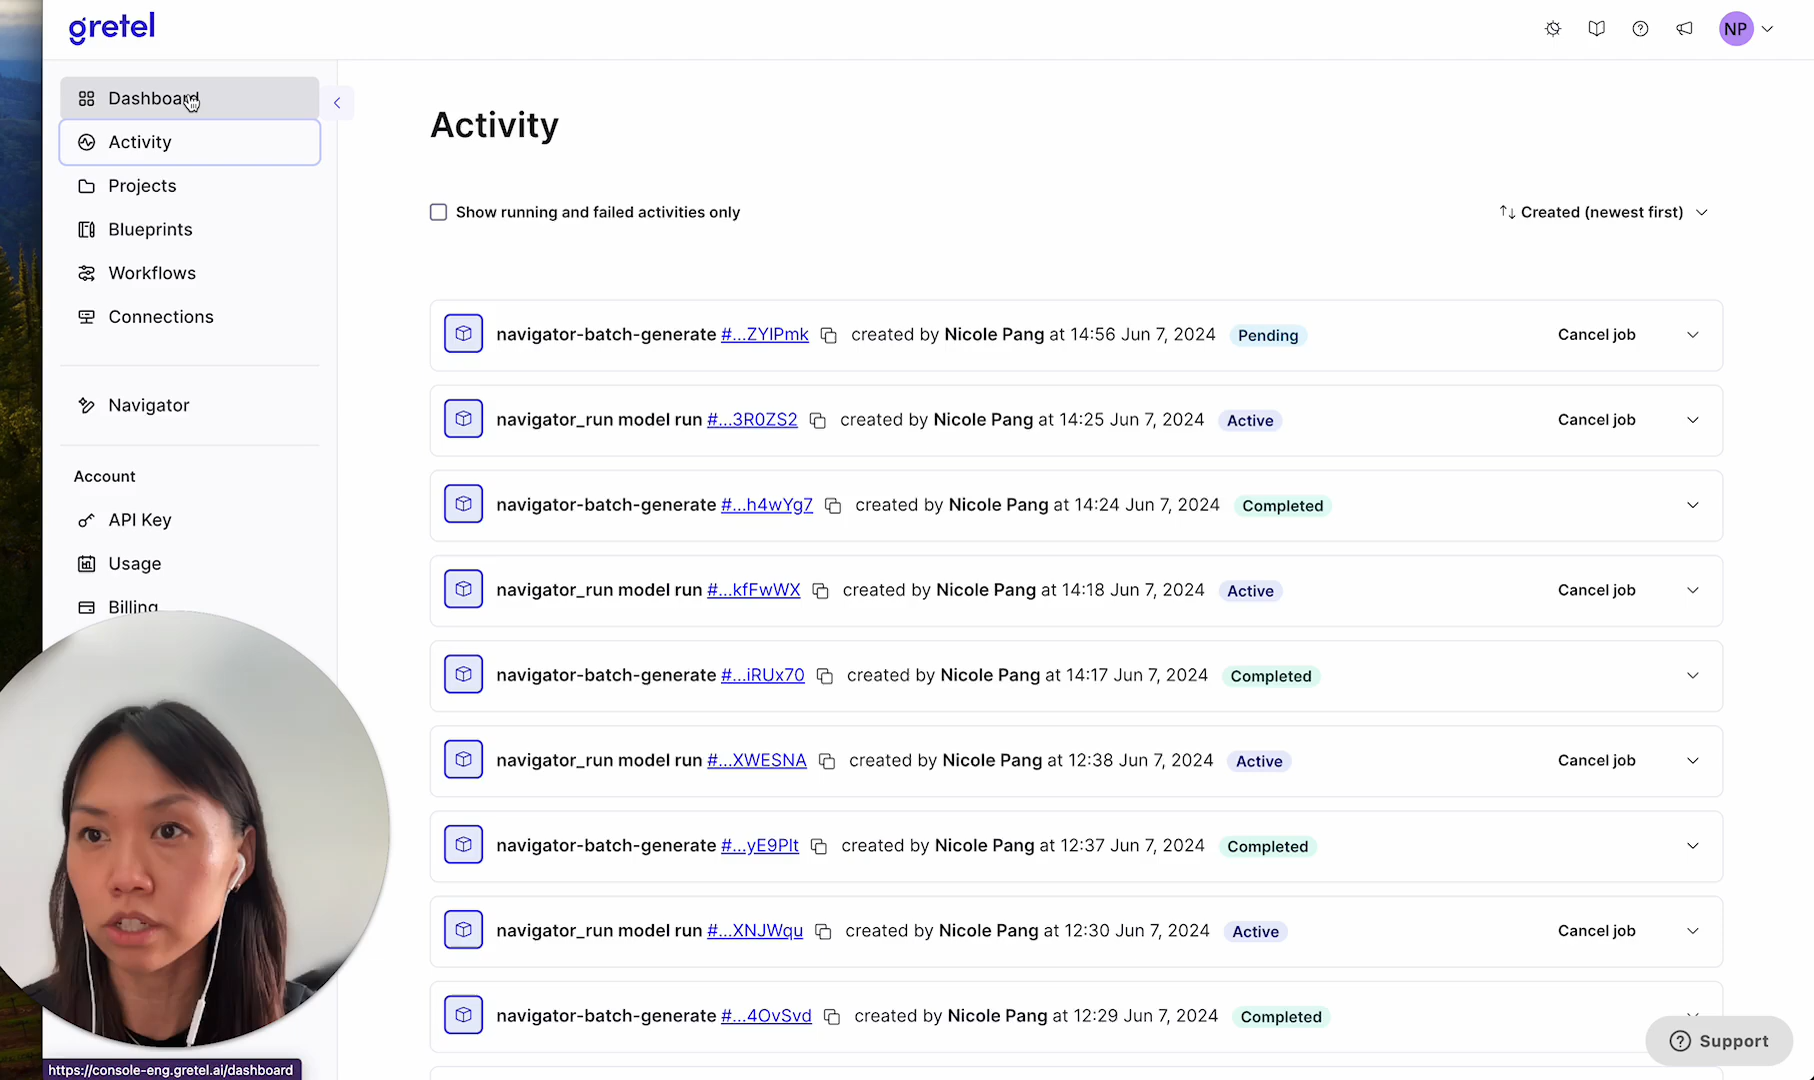 gretel
NP
Dashboard
Activity
Projects
Blueprints
Workflows
Connections
Navigator
Account
API Key
Usage
Billing
Activity
Show running and failed activities only
Created (newest first)
navigator-batch-generate #...ZYIPmk created by Nicole Pang at 14:56 Jun 7, 2024 Pending Cancel job
navigator_run model run #...3R0ZS2 created by Nicole Pang at 14:25 Jun 7, 2024 Active Cancel job
navigator-batch-generate #...h4wYg7 created by Nicole Pang at 14:24 Jun 7, 2024 Completed
navigator_run model run #...kfFwWX created by Nicole Pang at 14:18 Jun 7, 2024 Active Cancel job
navigator-batch-generate #...iRUx70 created by Nicole Pang at 14:17 Jun 7, 2024 Completed
navigator_run model run #...XWESNA created by Nicole Pang at 12:38 Jun 7, 2024 Active Cancel job
navigator-batch-generate #...yE9PIt created by Nicole Pang at 12:37 Jun 7, 2024 Completed
navigator_run model run #...XNJWqu created by Nicole Pang at 12:30 Jun 7, 2024 Active Cancel job
navigator-batch-generate #...4OvSvd created by Nicole Pang at 12:29 Jun 7, 2024 Completed
Support
https://console-eng.gretel.ai/dashboard